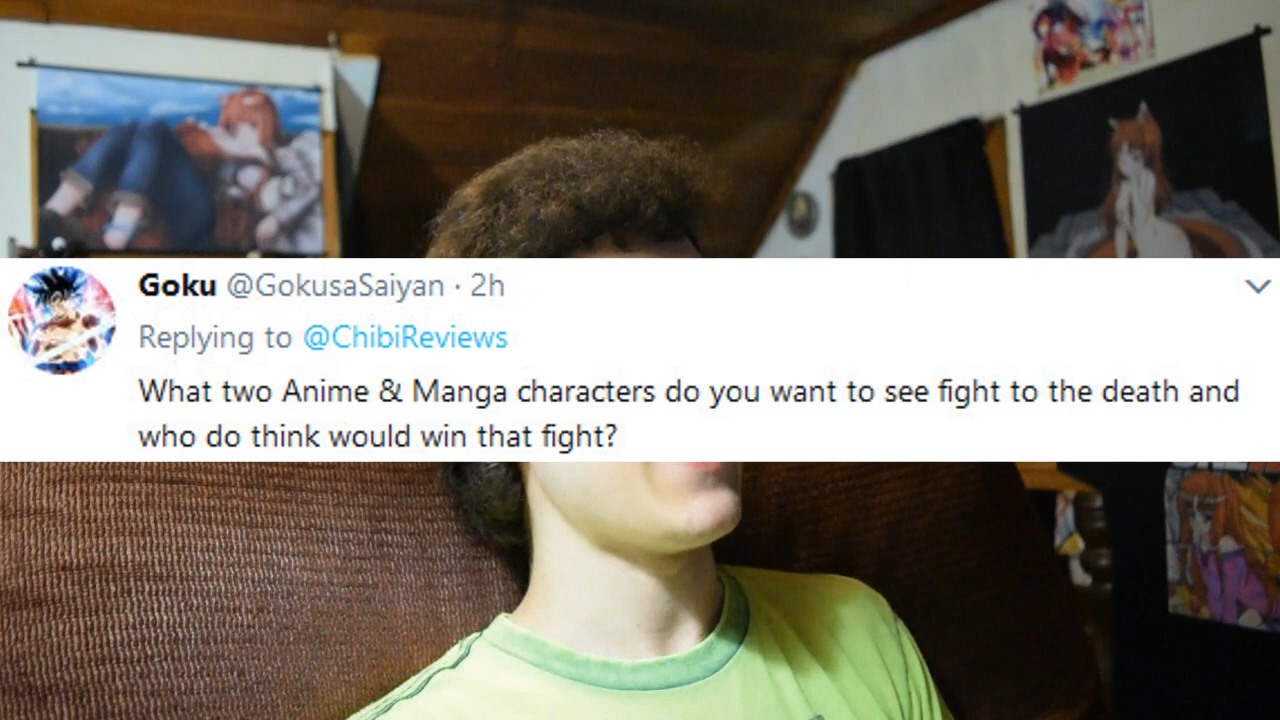 Goku @GokusaSaiyan · 2h
Replying to @ChibiReviews
What two Anime & Manga characters do you want to see fight to the death and
who do think would win that fight?